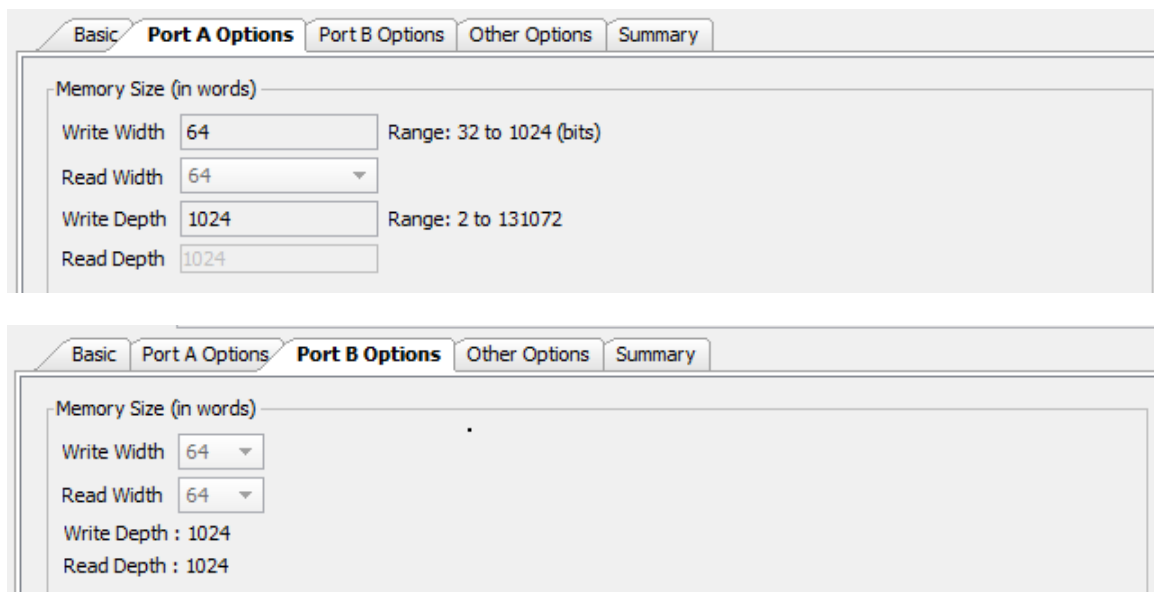 Basic Port A Options Port B Options Other Options Summary
Memory Size (in words)
Write Width 64 Range: 32 to 1024 (bits)
Read Width 64
Write Depth 1024 Range: 2 to 131072
Read Depth 1024
Basic Port A Options Port B Options Other Options Summary
Memory Size (in words)
Write Width 64
Read Width 64
Write Depth : 1024
Read Depth : 1024